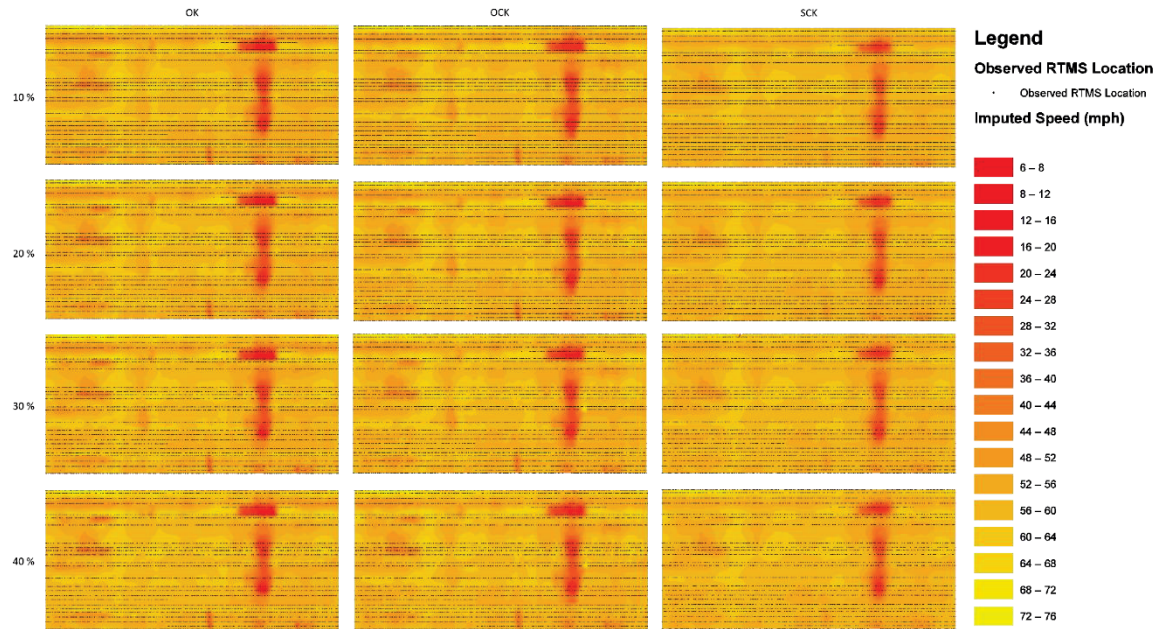 OK OCK SCK
10 %
20 %
30 %
40 %
Legend
Observed RTMS Location
Observed RTMS Location
Imputed Speed (mph)
6 – 8
8 – 12
12 – 16
16 – 20
20 – 24
24 – 28
28 – 32
32 – 36
36 – 40
40 – 44
44 – 48
48 – 52
52 – 56
56 – 60
60 – 64
64 – 68
68 – 72
72 – 76